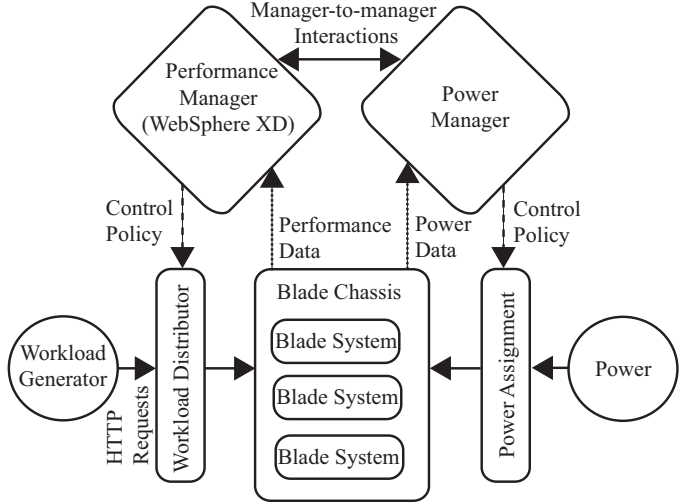 Manager-to-manager
Interactions
Performance
Manager
(WebSphere XD)
Power
Manager
Control
Policy
Performance
Data
Power
Data
Control
Policy
Workload
Generator
HTTP
Requests
Workload Distributor
Blade Chassis
Blade System
Blade System
Blade System
Power Assignment
Power